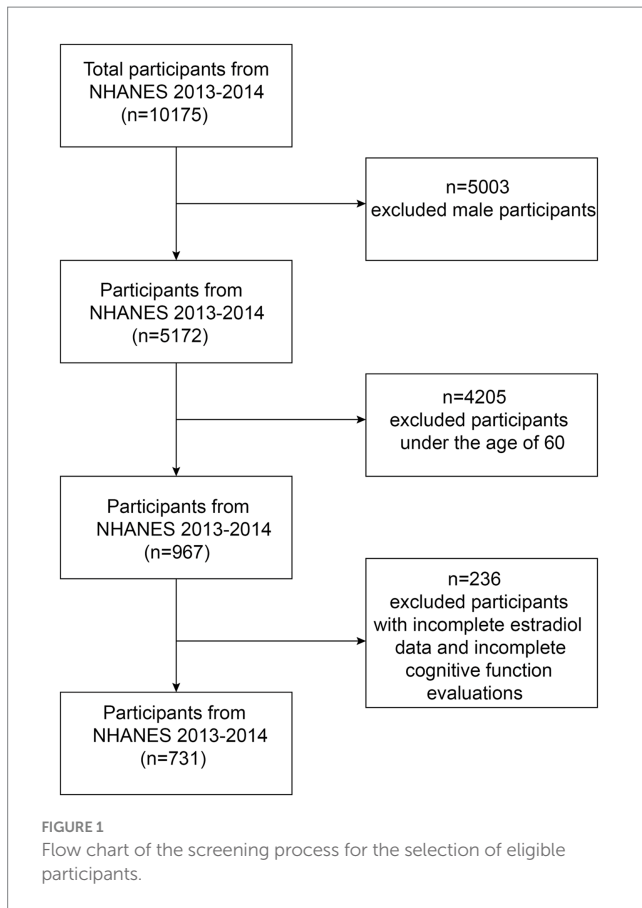 Total participants from
NHANES 2013-2014
(n=10175)
n=5003
excluded male participants
Participants from
NHANES 2013-2014
(n=5172)
n=4205
excluded participants
under the age of 60
Participants from
NHANES 2013-2014
(n=967)
n=236
excluded participants
with incomplete estradiol
data and incomplete
cognitive function
evaluations
Participants from
NHANES 2013-2014
(n=731)
FIGURE 1
Flow chart of the screening process for the selection of eligible
participants.